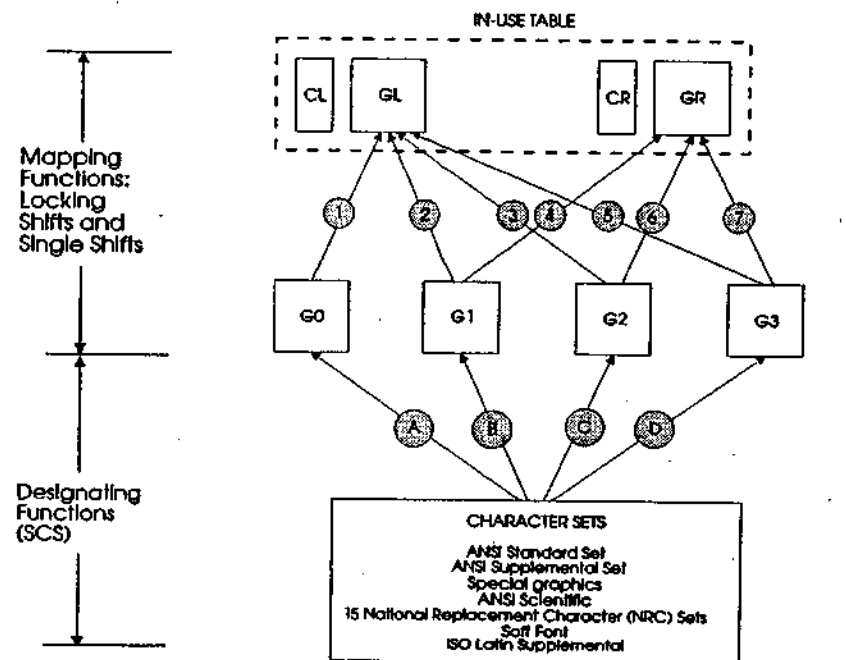 IN-USE TABLE
CL
GL
CR
GR
Mapping
Functions:
Locking
Shifts and
Single Shifts
1
2
3
4
5
6
7
G0
G1
G2
G3
A
B
C
D
Designating
Functions
(SCS)
CHARACTER SETS
ANSI Standard Set
ANSI Supplemental Set
Special graphics
ANSI Scientific
15 National Replacement Character (NRC) Sets
Soft Font
ISO Latin Supplemental